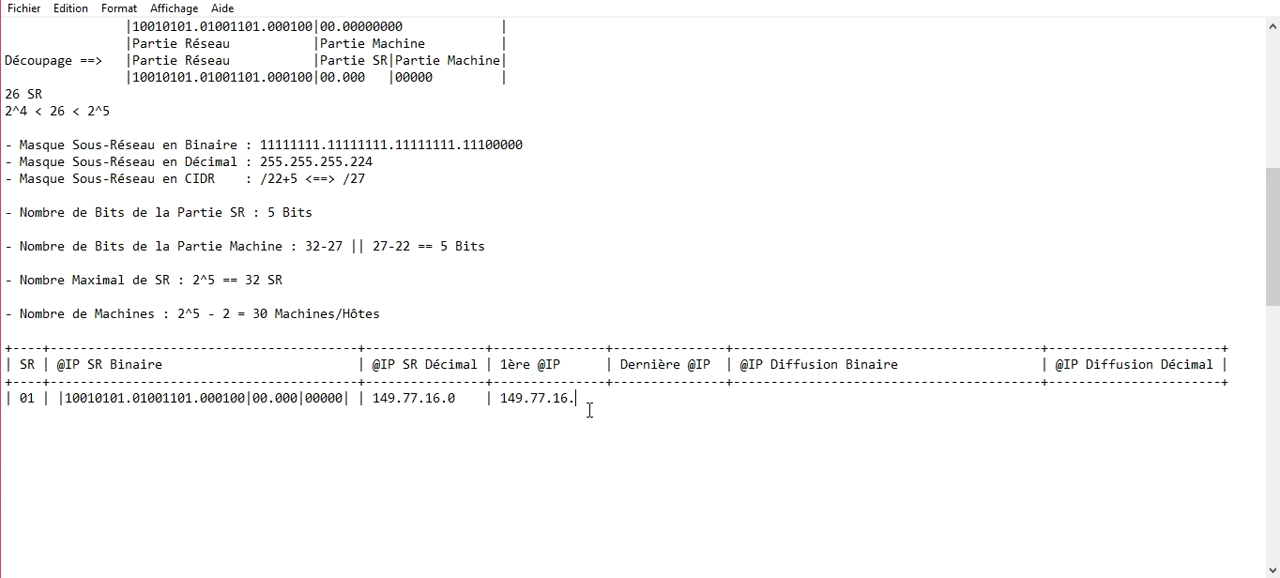 Fichier Edition Format Affichage Aide
|10010101.01001101.000100|00.00000000 |
|Partie Réseau |Partie Machine |
Découpage ==> |Partie Réseau |Partie SR|Partie Machine|
|10010101.01001101.000100|00.000 |00000 |
26 SR
2^4 < 26 < 2^5
- Masque Sous-Réseau en Binaire : 11111111.11111111.11111111.11100000
- Masque Sous-Réseau en Décimal : 255.255.255.224
- Masque Sous-Réseau en CIDR : /22+5 <==> /27
- Nombre de Bits de la Partie SR : 5 Bits
- Nombre de Bits de la Partie Machine : 32-27 || 27-22 == 5 Bits
- Nombre Maximal de SR : 2^5 == 32 SR
- Nombre de Machines : 2^5 - 2 = 30 Machines/Hôtes
+----+-----------------------------------------+-----------------+---------------+---------------+-----------------------------------------+-----------------------+
| SR | @IP SR Binaire | @IP SR Décimal | 1ère @IP | Dernière @IP | @IP Diffusion Binaire | @IP Diffusion Décimal |
+----+-----------------------------------------+-----------------+---------------+---------------+-----------------------------------------+-----------------------+
| 01 | |10010101.01001101.000100|00.000|00000| | 149.77.16.0 | 149.77.16.